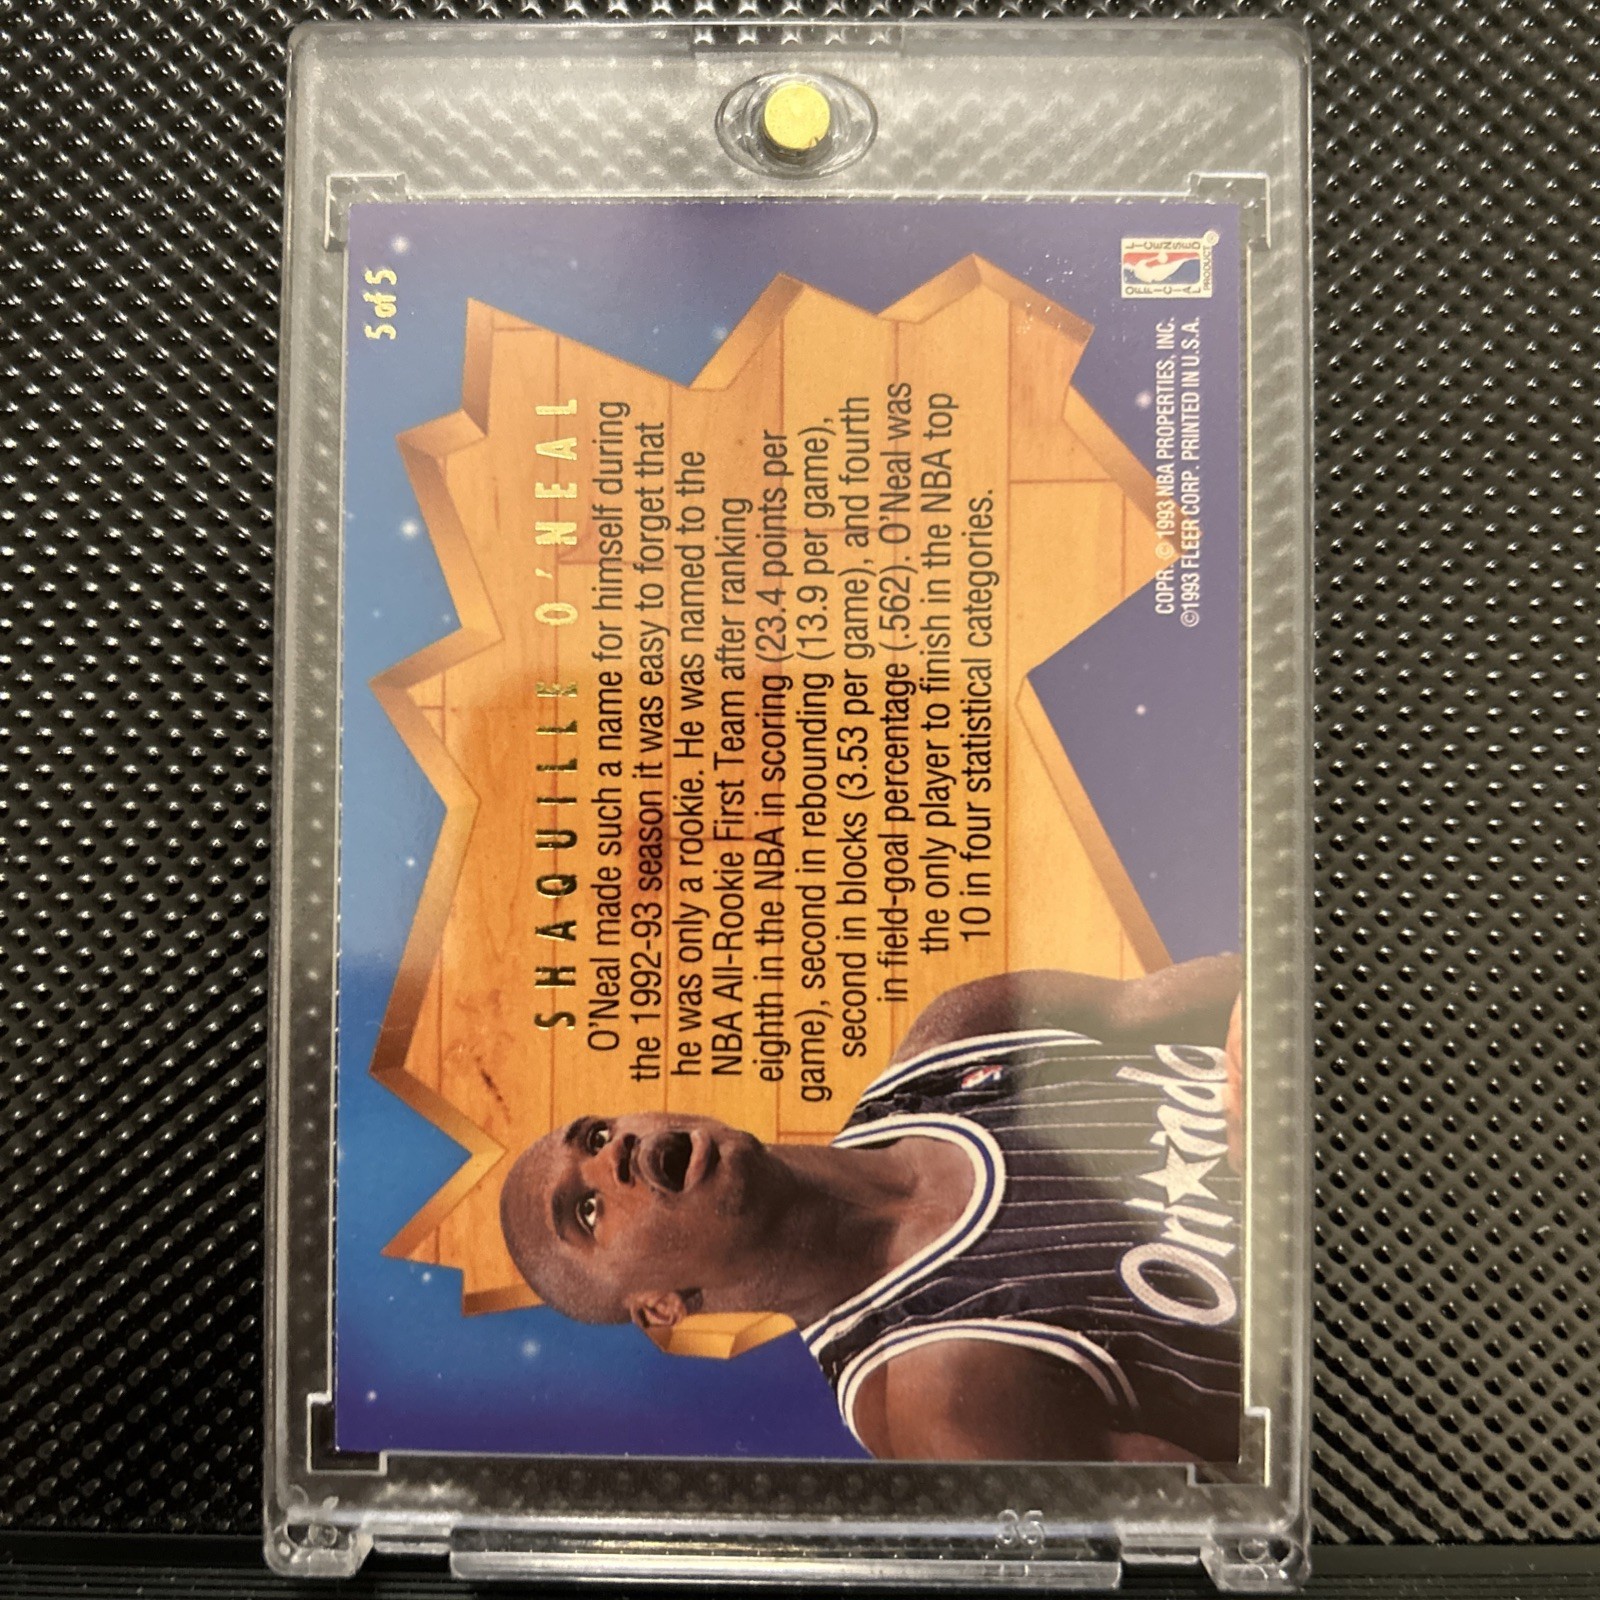 5 of 5
SHAQUILLE O'NEAL
O'Neal made such a name for himself during
the 1992-93 season it was easy to forget that
he was only a rookie. He was named to the
NBA All-Rookie First Team after ranking
eighth in the NBA in scoring (23.4 points per
game), second in rebounding (13.9 per game),
second in blocks (3.53 per game), and fourth
in field-goal percentage (.562). O'Neal was
the only player to finish in the NBA top
10 in four statistical categories.
Orlando
OFFICIAL
LICENSED
PRODUCT
®
COPR. © 1993 NBA PROPERTIES, INC.
©1993 FLEER CORP. PRINTED IN U.S.A.